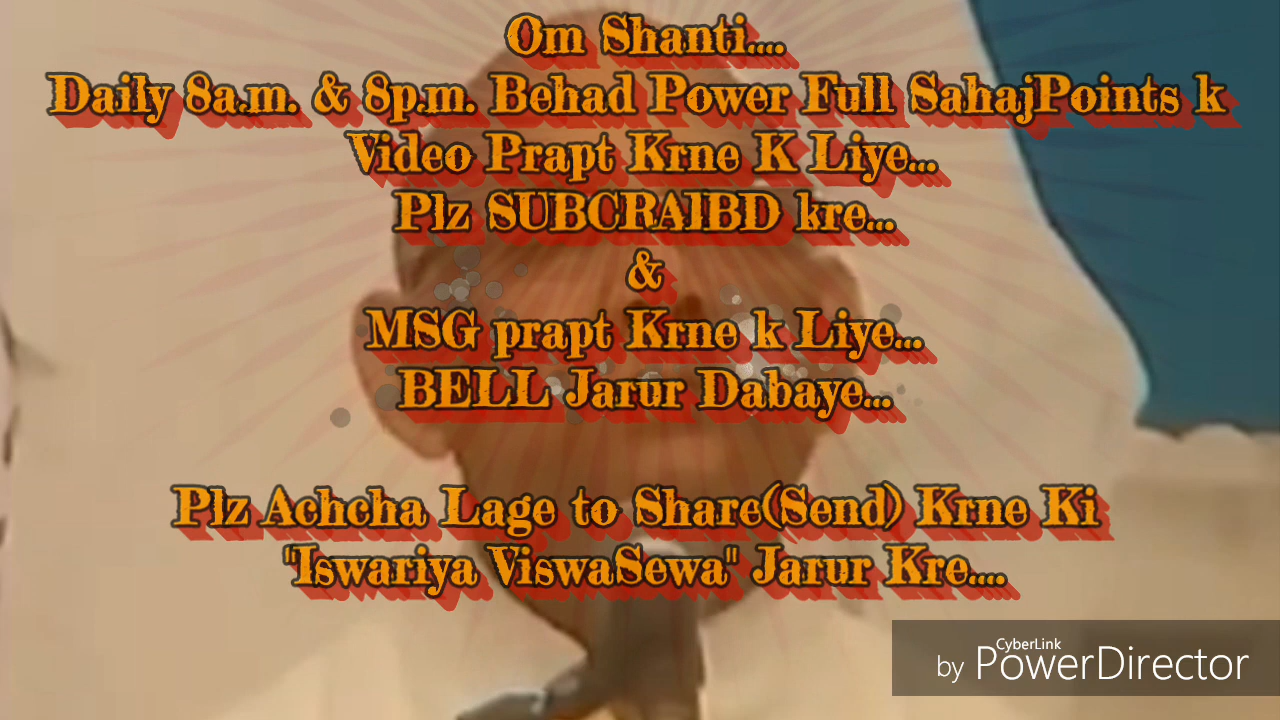 Om Shanti....
Daily 8a.m. & 8p.m. Behad Power Full SahajPoints k
Video Prapt Krne K Liye...
Plz SUBCRAIBD kre...
&
MSG prapt Krne k Liye...
BELL Jarur Dabaye...
Plz Achcha Lage to Share(Send) Krne Ki
"Iswariya ViswaSewa" Jarur Kre....
CyberLink
by PowerDirector